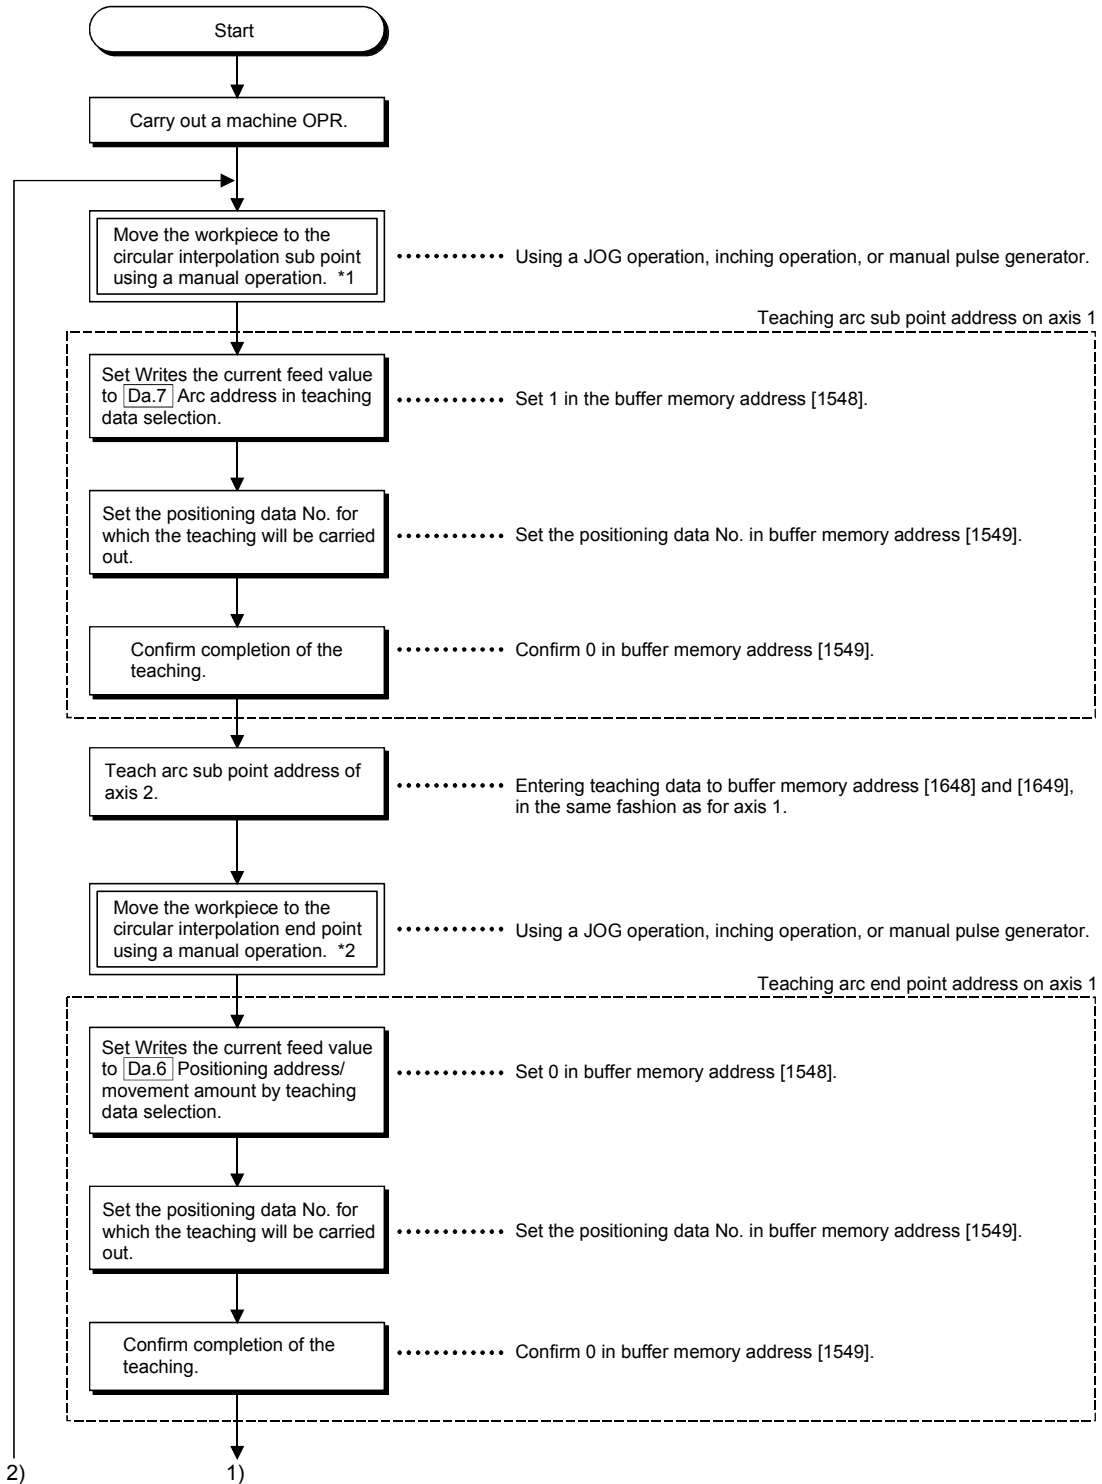 Start
Carry out a machine OPR.
Move the workpiece to the
circular interpolation sub point
using a manual operation. *1
Using a JOG operation, inching operation, or manual pulse generator.
Teaching arc sub point address on axis 1
Set Writes the current feed value
to Da.7 Arc address in teaching
data selection.
Set 1 in the buffer memory address [1548].
Set the positioning data No. for
which the teaching will be carried
out.
Set the positioning data No. in buffer memory address [1549].
Confirm completion of the
teaching.
Confirm 0 in buffer memory address [1549].
Teach arc sub point address of
axis 2.
Entering teaching data to buffer memory address [1648] and [1649],
in the same fashion as for axis 1.
Move the workpiece to the
circular interpolation end point
using a manual operation. *2
Using a JOG operation, inching operation, or manual pulse generator.
Teaching arc end point address on axis 1
Set Writes the current feed value
to Da.6 Positioning address/
movement amount by teaching
data selection.
Set 0 in buffer memory address [1548].
Set the positioning data No. for
which the teaching will be carried
out.
Set the positioning data No. in buffer memory address [1549].
Confirm completion of the
teaching.
Confirm 0 in buffer memory address [1549].
2)
1)